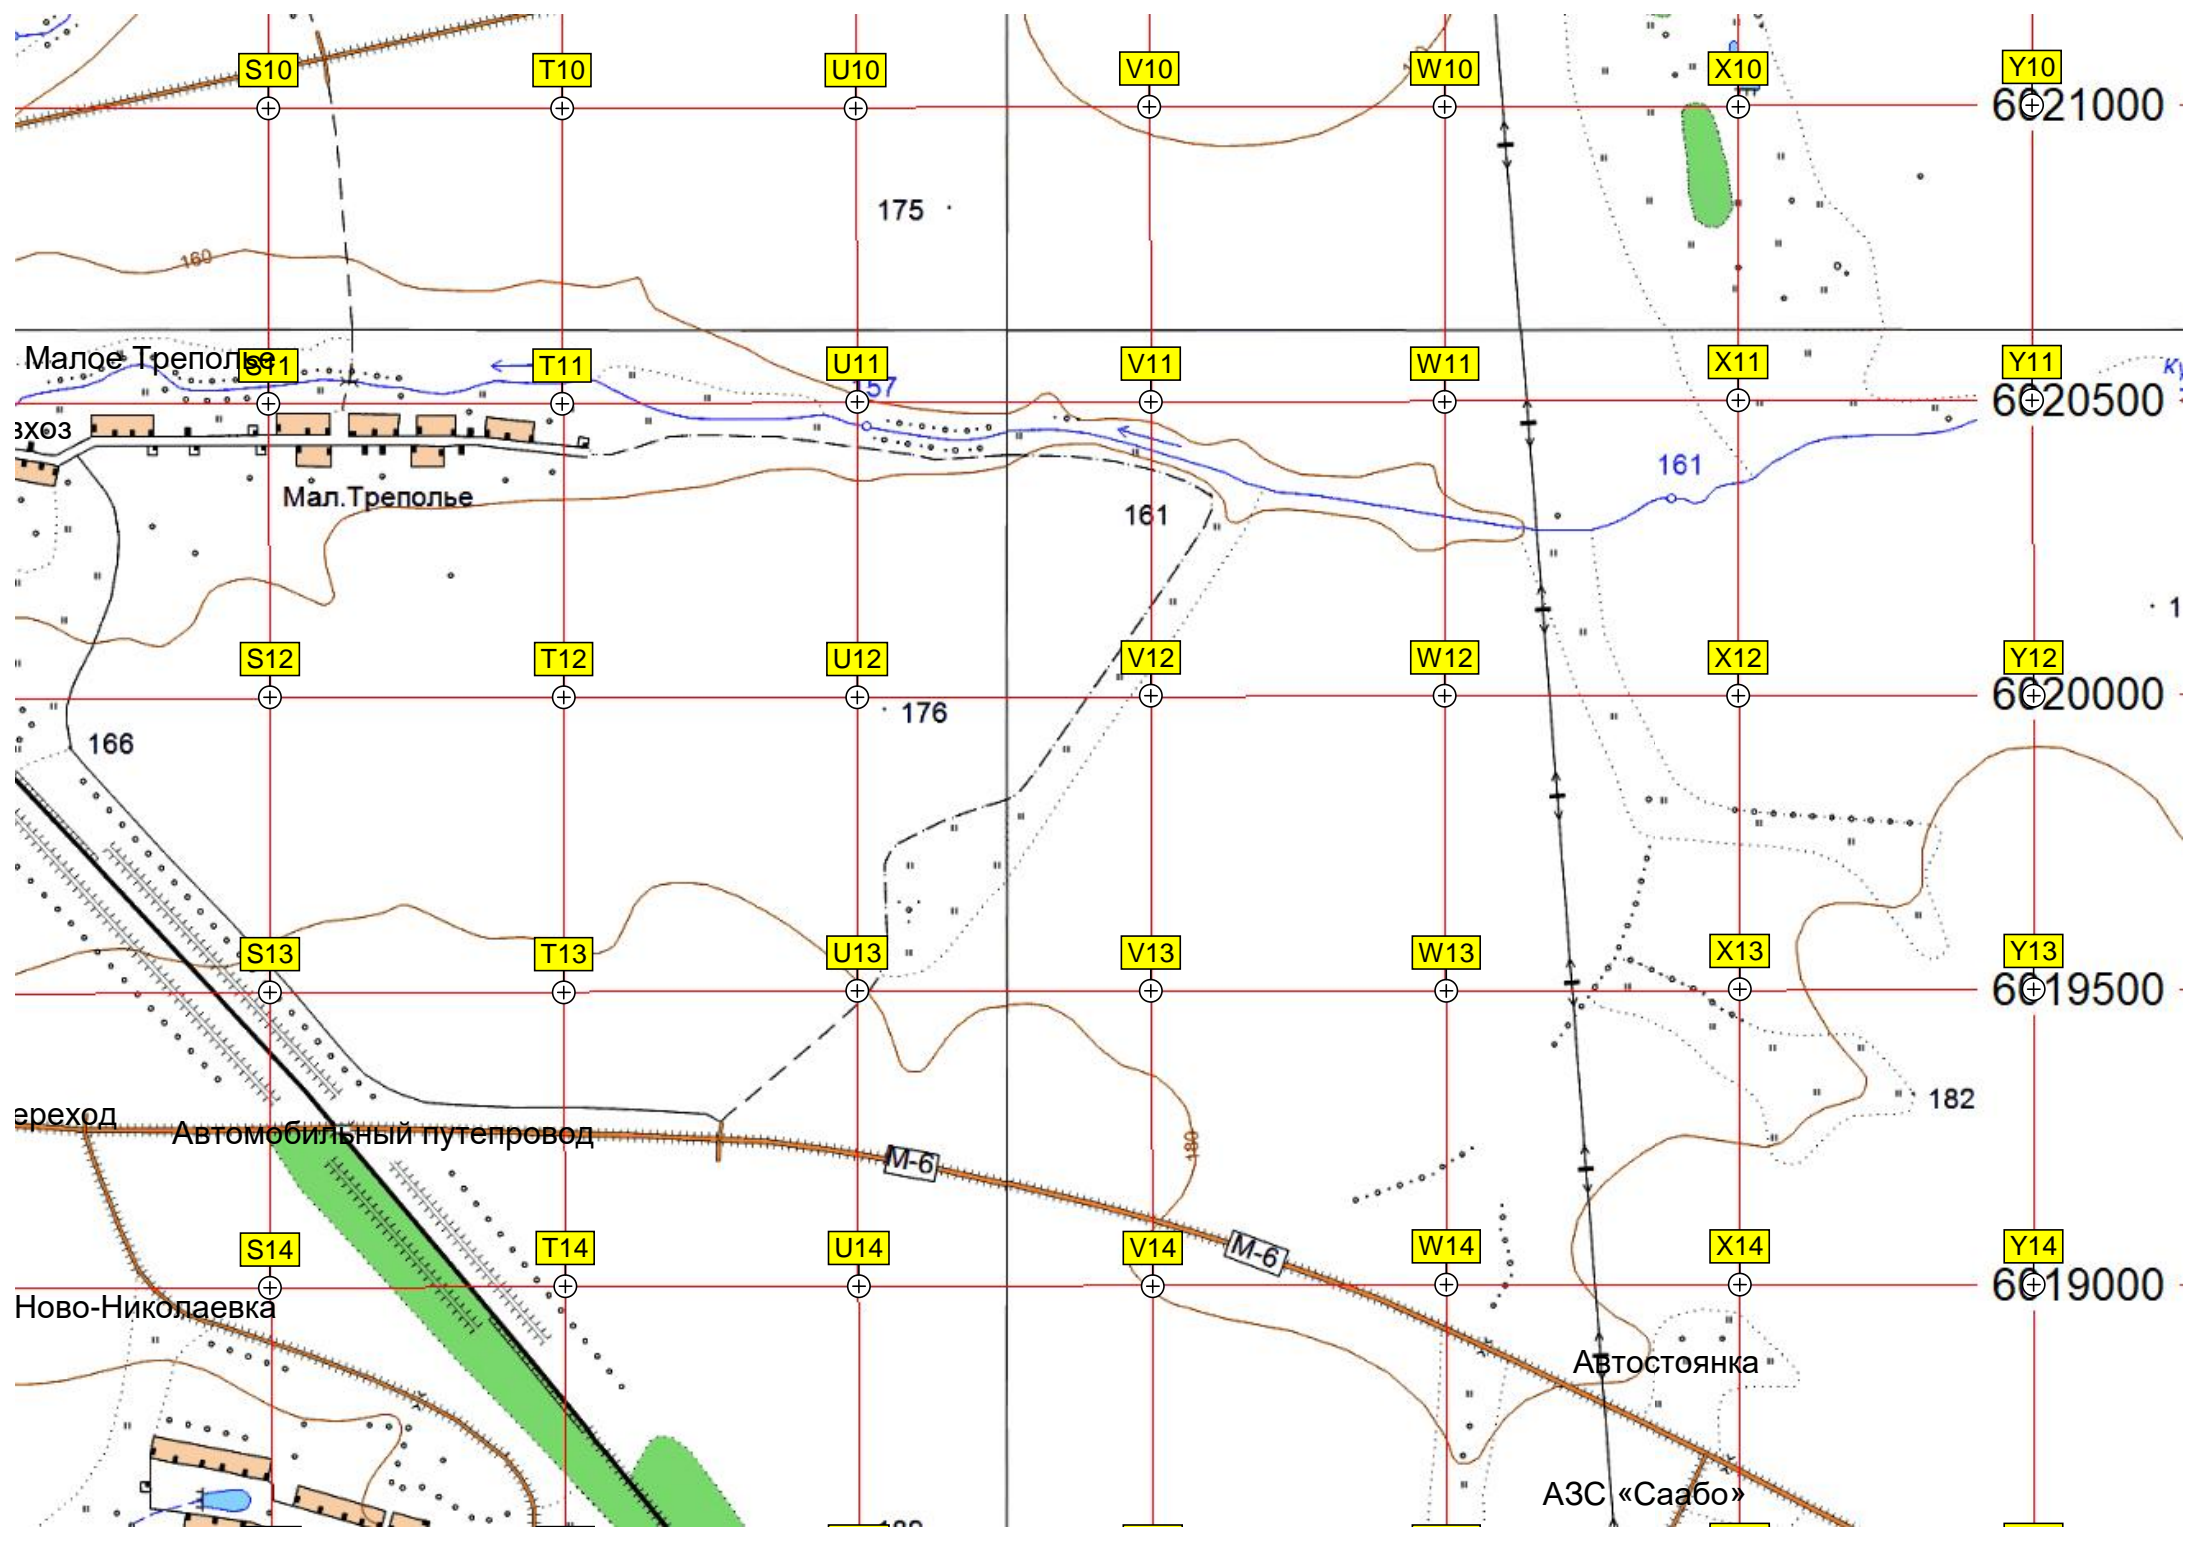 S10 T10 U10 V10 W10 X10 Y10
6021000
175
160
Малое Треполье
S11 T11 U11 V11 W11 X11 Y11
57
6020500
вхоз
161
Мал.Треполье
161
1
S12 T12 U12 V12 W12 X12 Y12
6020000
176
166
S13 T13 U13 V13 W13 X13 Y13
6019500
182
ереход
Автомобильный путепровод
180
М-6
S14 T14 U14 V14 W14 X14 Y14
М-6
6019000
Ново-Николаевка
Автостоянка
АЗС «Саабо»